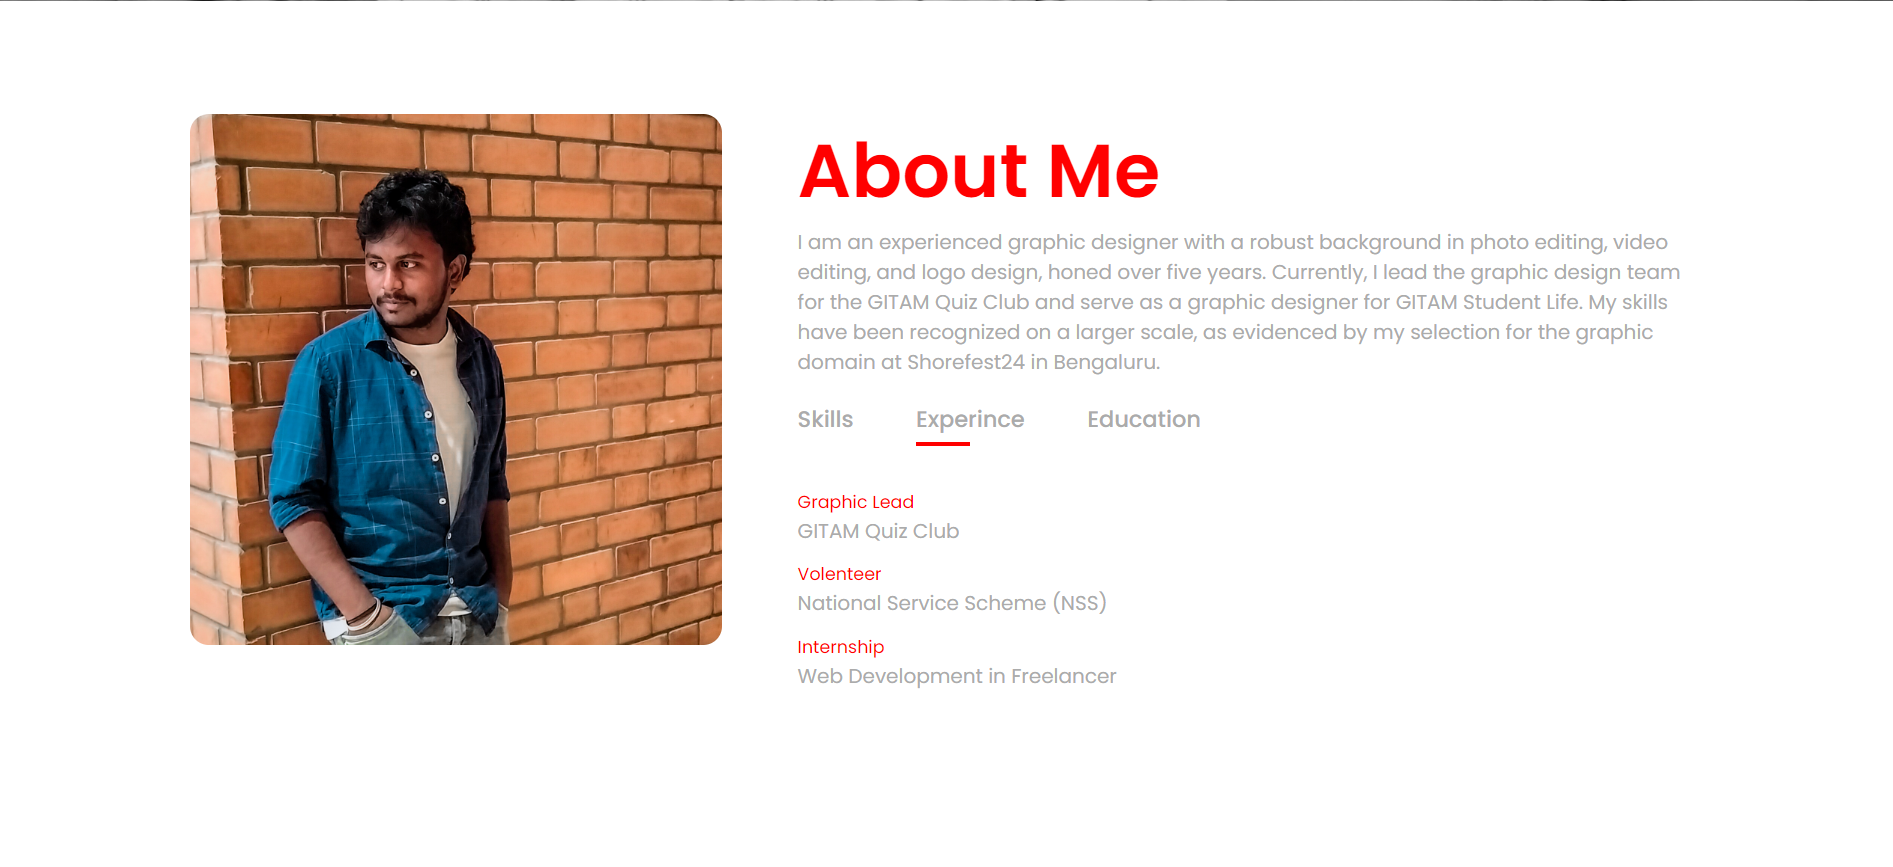 About Me
I am an experienced graphic designer with a robust background in photo editing, video
editing, and logo design, honed over five years. Currently, I lead the graphic design team
for the GITAM Quiz Club and serve as a graphic designer for GITAM Student Life. My skills
have been recognized on a larger scale, as evidenced by my selection for the graphic
domain at Shorefest24 in Bengaluru.
Skills Experince Education
Graphic Lead
GITAM Quiz Club
Volenteer
National Service Scheme (NSS)
Internship
Web Development in Freelancer